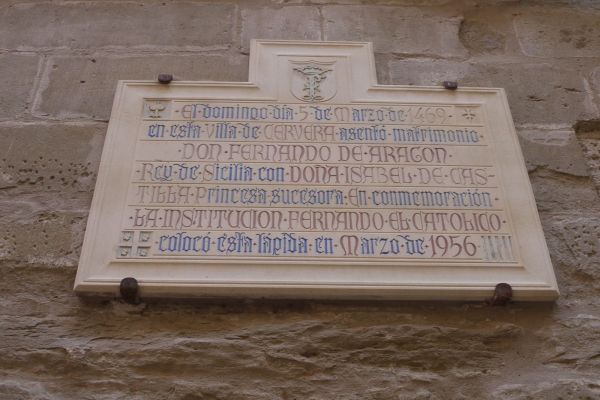 El domingo día 5 de Marzo de 1469
en esta Villa de CERVERA asentó matrimonio
DON FERNANDO DE ARAGON
Rey de Sicilia con DOÑA ISABEL DE CAS-
TILLA Princesa sucesora. En conmemoración
LA INSTITUCION FERNANDO EL CATOLICO
colocó esta lápida en Marzo de 1956